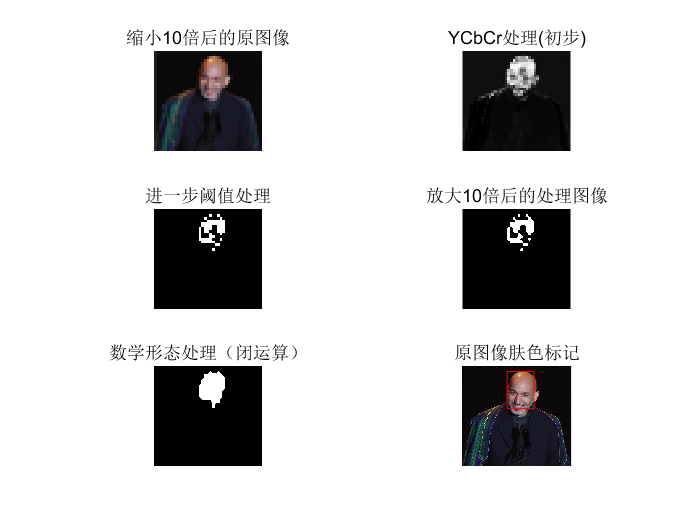 缩小10倍后的原图像
YCbCr处理(初步)
进一步阈值处理
放大10倍后的处理图像
数学形态处理（闭运算）
原图像肤色标记